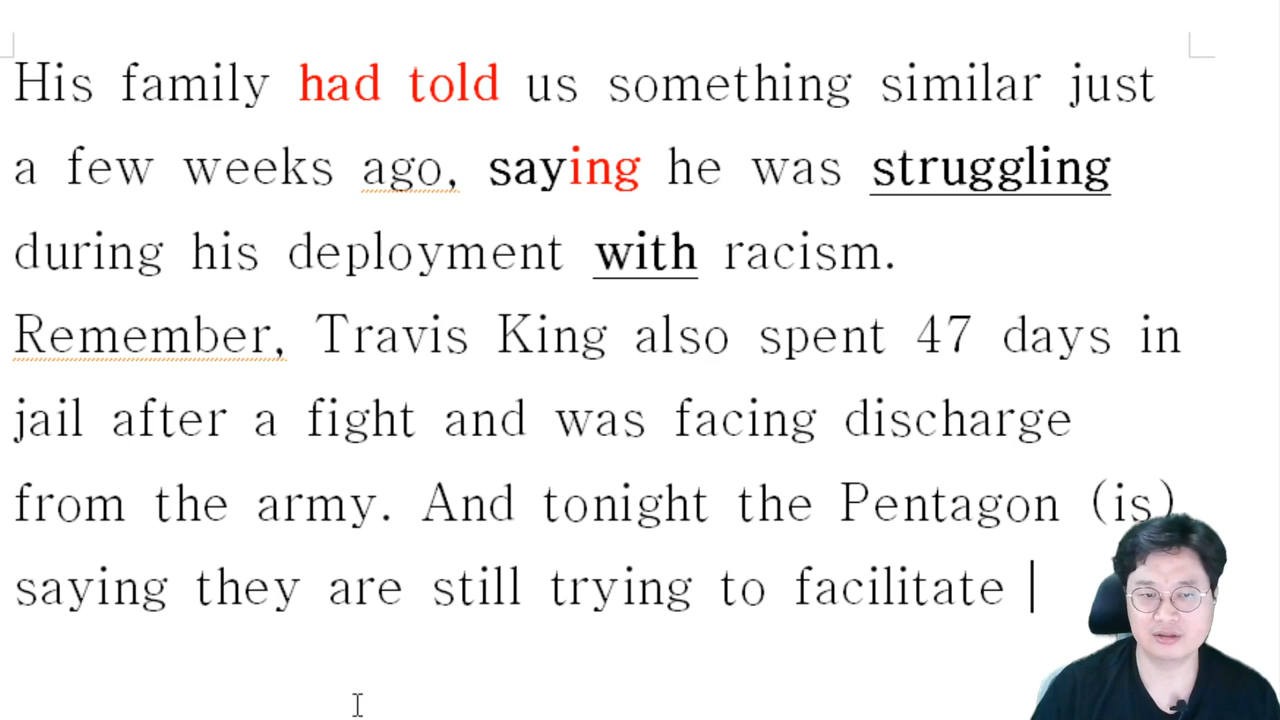 His family had told us something similar just
a few weeks ago, saying he was struggling
during his deployment with racism.
Remember, Travis King also spent 47 days in
jail after a fight and was facing discharge
from the army. And tonight the Pentagon (is)
saying they are still trying to facilitate